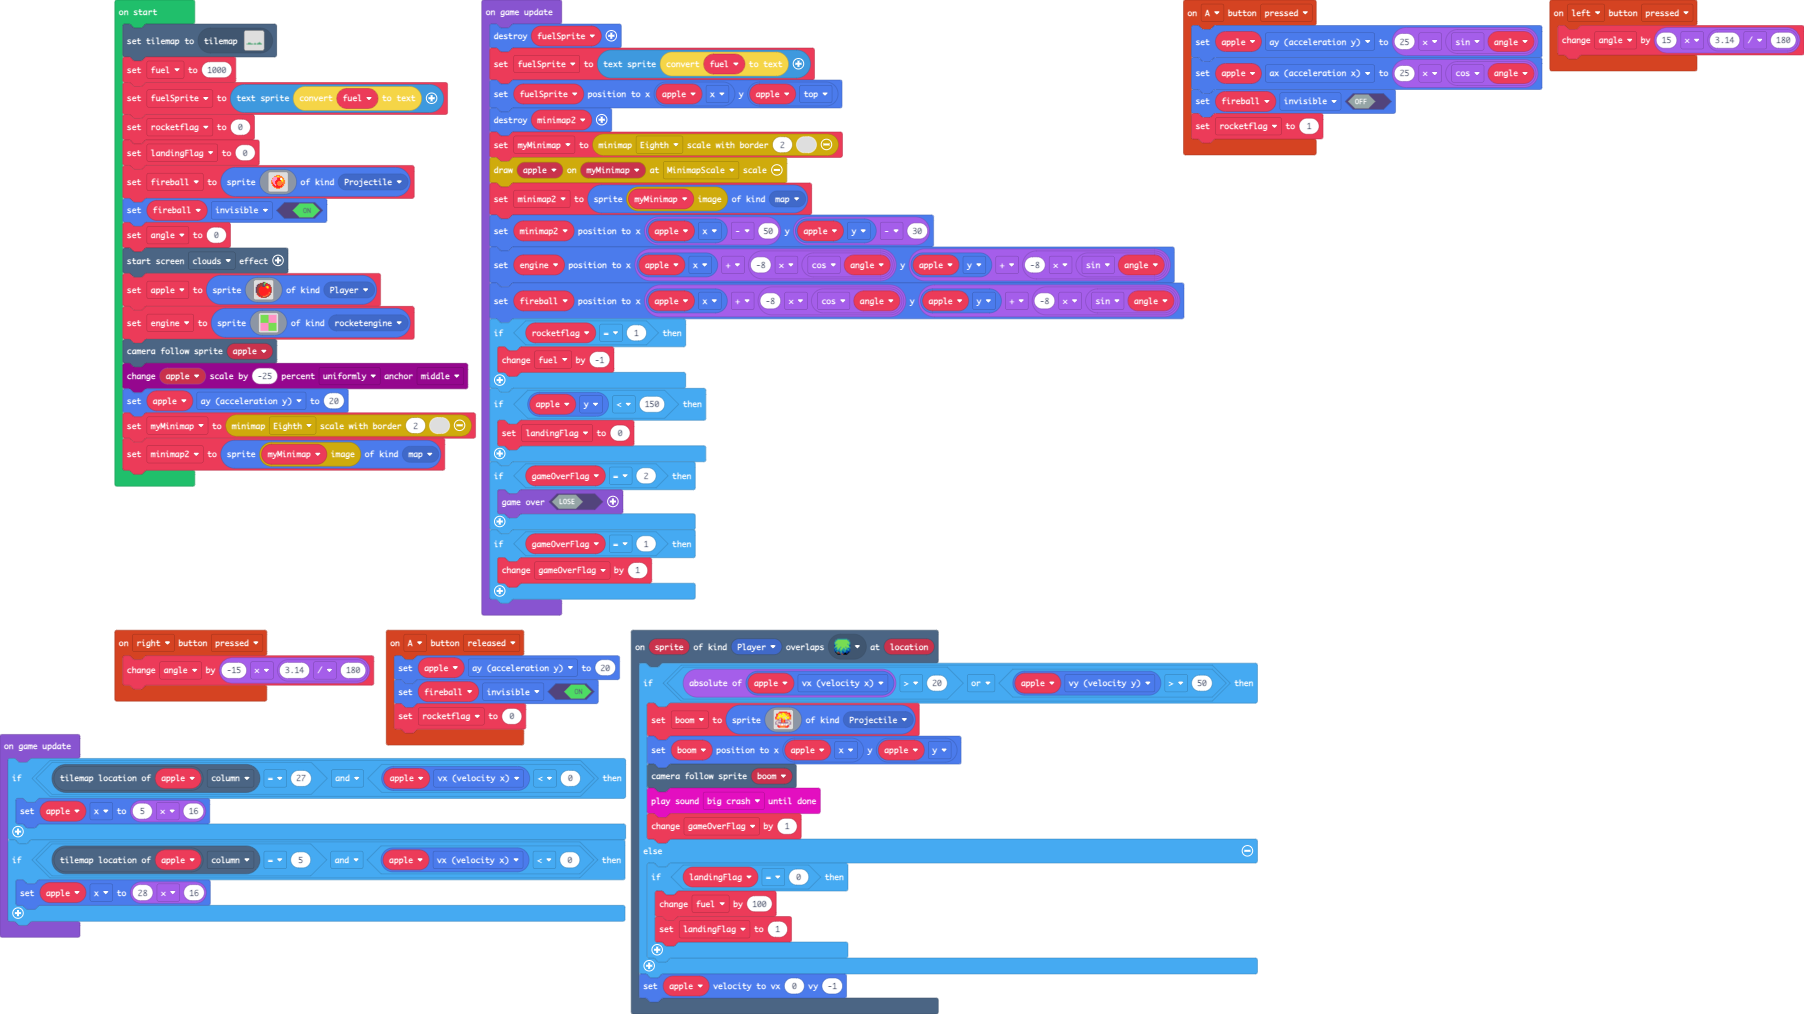 on start
set tilemap to tilemap
set fuel to 1000
set fuelSprite to text sprite convert fuel to text
set rocketflag to 0
set landingFlag to 0
set fireball to sprite of kind Projectile
set fireball invisible ON
set angle to 0
start screen clouds effect
set apple to sprite of kind Player
set engine to sprite of kind rocketengine
camera follow sprite apple
change apple scale by -25 percent uniformly anchor middle
set apple ay (acceleration y) to 20
set myMinimap to minimap Eighth scale with border 2
set minimap2 to sprite myMinimap image of kind map
on game update
destroy fuelSprite
set fuelSprite to text sprite convert fuel to text
set fuelSprite position to x apple x y apple top
destroy minimap2
set myMinimap to minimap Eighth scale with border 2
draw apple on myMinimap at MinimapScale scale
set minimap2 to sprite myMinimap image of kind map
set minimap2 position to x apple x - 50 y apple y - 30
set engine position to x apple x + -8 × cos angle y apple y + -8 × sin angle
set fireball position to x apple x + -8 × cos angle y apple y + -8 × sin angle
if rocketflag = 1 then
change fuel by -1
if apple y < 150 then
set landingFlag to 0
if gameOverFlag = 2 then
game over LOSE
if gameOverFlag = 1 then
change gameOverFlag by 1
on A button pressed
set apple ay (acceleration y) to 25 × sin angle
set apple ax (acceleration x) to 25 × cos angle
set fireball invisible OFF
set rocketflag to 1
on left button pressed
change angle by 15 × 3.14 / 180
on right button pressed
change angle by -15 × 3.14 / 180
on A button released
set apple ay (acceleration y) to 20
set fireball invisible ON
set rocketflag to 0
on game update
if tilemap location of apple column = 27 and apple vx (velocity x) < 0 then
set apple x to 5 × 16
if tilemap location of apple column = 5 and apple vx (velocity x) < 0 then
set apple x to 28 × 16
on sprite of kind Player overlaps at location
if absolute of apple vx (velocity x) > 20 or apple vy (velocity y) > 50 then
set boom to sprite of kind Projectile
set boom position to x apple x y apple y
camera follow sprite boom
play sound big crash until done
change gameOverFlag by 1
else
if landingFlag = 0 then
change fuel by 100
set landingFlag to 1
set apple velocity to vx 0 vy -1